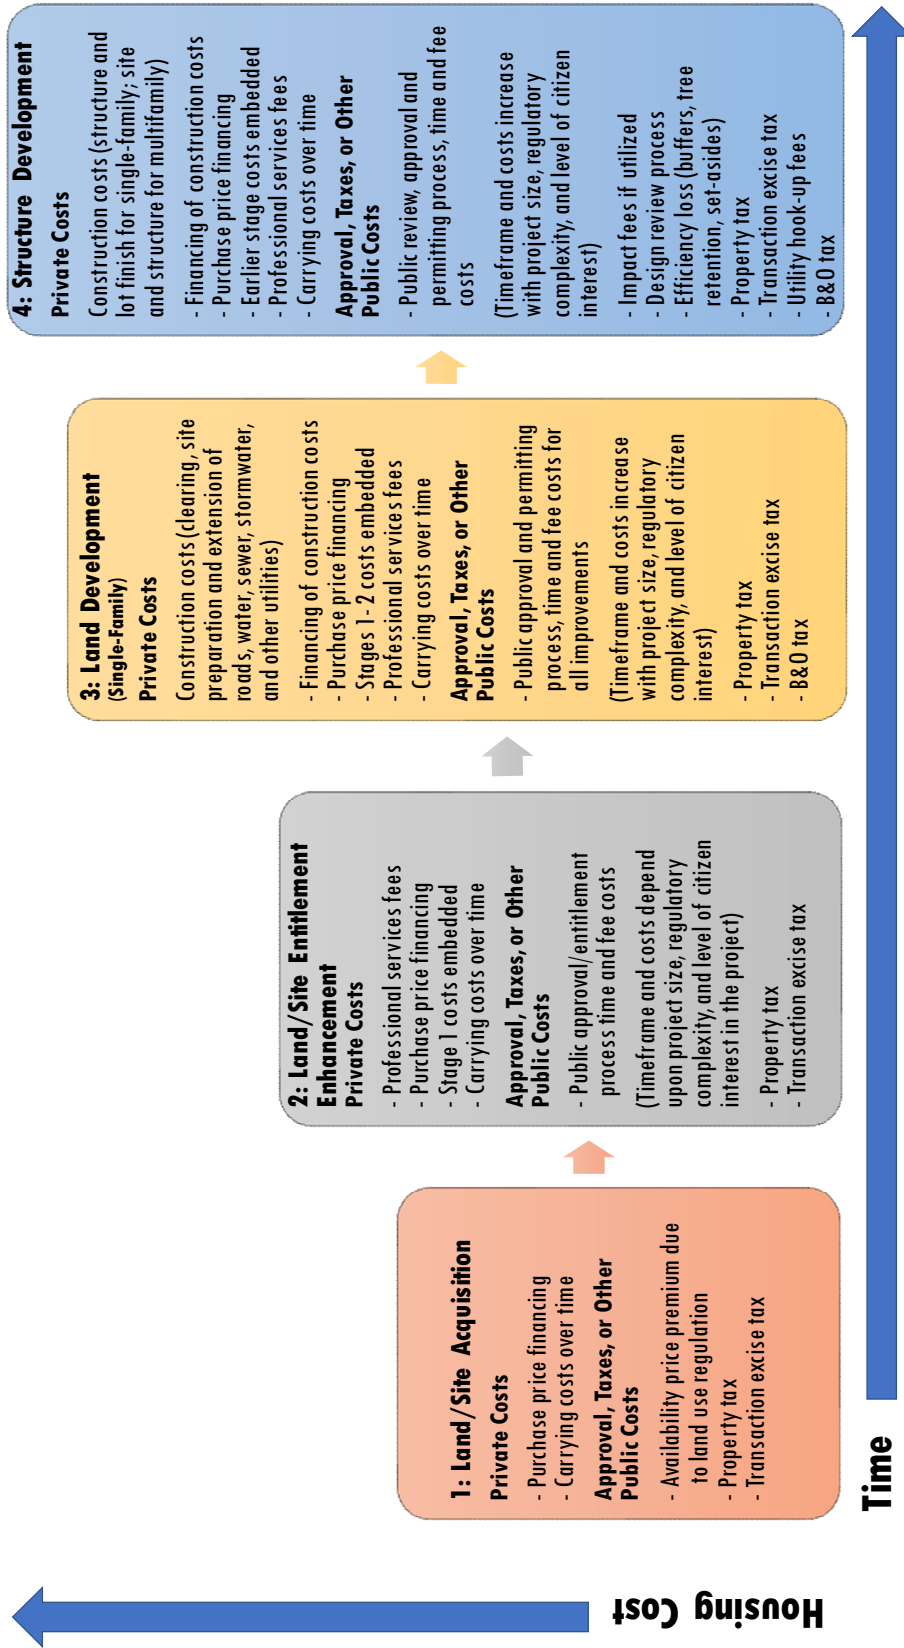 Housing Cost
1: Land/Site Acquisition
Private Costs
- Purchase price financing
- Carrying costs over time
Approval, Taxes, or Other
Public Costs
- Availability price premium due
to land use regulation
- Property tax
- Transaction excise tax
2: Land/Site Entitlement
Enhancement
Private Costs
- Professional services fees
- Purchase price financing
- Stage 1 costs embedded
- Carrying costs over time
Approval, Taxes, or Other
Public Costs
- Public approval/entitlement
process time and fee costs
(Timeframe and costs depend
upon project size, regulatory
complexity, and level of citizen
interest in the project)
- Property tax
- Transaction excise tax
3: Land Development
(Single-Family)
Private Costs
Construction costs (clearing, site
preparation and extension of
roads, water, sewer, stormwater,
and other utilities)
- Financing of construction costs
- Purchase price financing
- Stages 1- 2 costs embedded
- Professional services fees
- Carrying costs over time
Approval, Taxes, or Other
Public Costs
- Public approval and permitting
process, time and fee costs for
all improvements
(Timeframe and costs increase
with project size, regulatory
complexity, and level of citizen
interest)
- Property tax
- Transaction excise tax
- B&O tax
4: Structure Development
Private Costs
Construction costs (structure and
lot finish for single-family; site
and structure for multifamily)
- Financing of construction costs
- Purchase price financing
- Earlier stage costs embedded
- Professional services fees
- Carrying costs over time
Approval, Taxes, or Other
Public Costs
- Public review, approval and
permitting process, time and fee
costs
(Timeframe and costs increase
with project size, regulatory
complexity, and level of citizen
interest)
- Impact fees if utilized
- Design review process
- Efficiency loss (buffers, tree
retention, set-asides)
- Property tax
- Transaction excise tax
- Utility hook-up fees
- B&O tax
Time